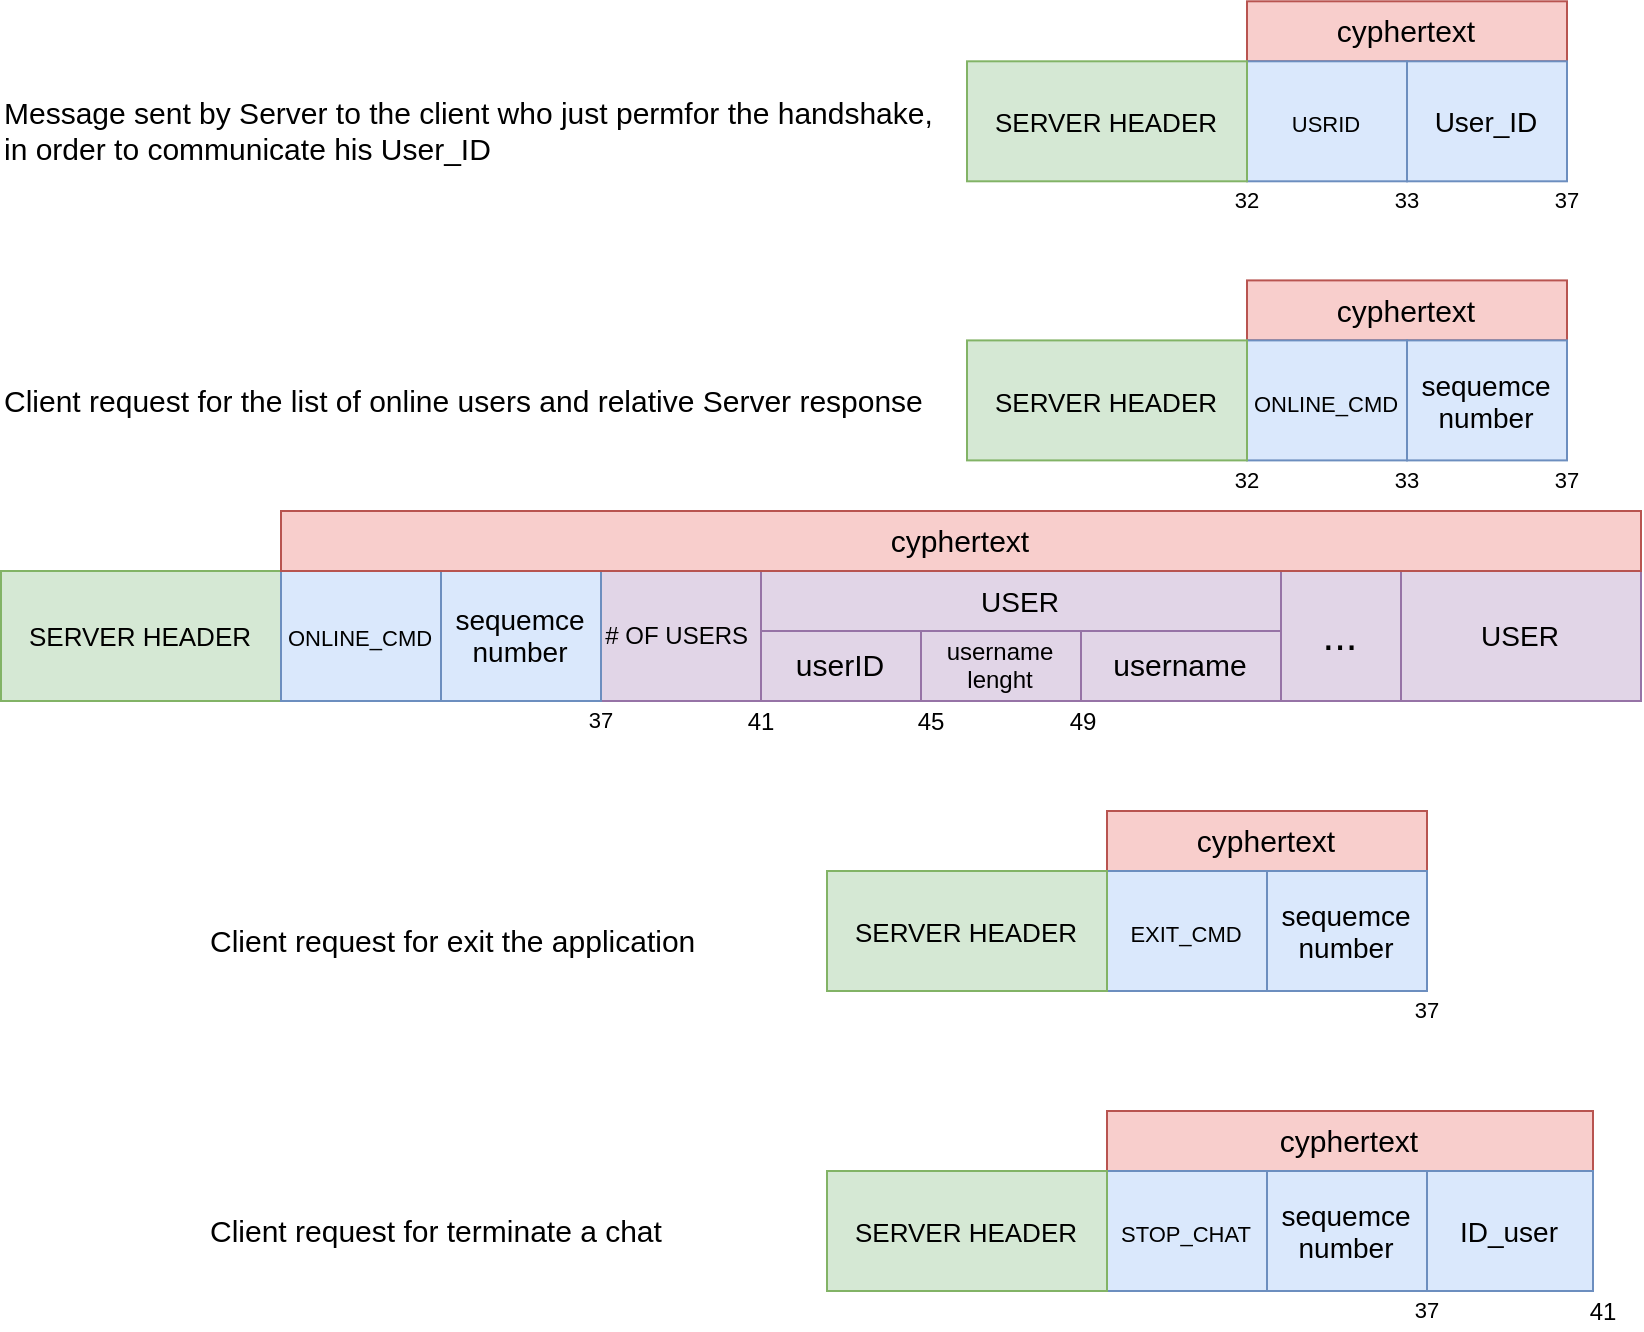 cyphertext
Message sent by Server to the client who just permfor the handshake,
in order to communicate his User_ID
SERVER HEADER
USRID
User_ID
32
33
37
cyphertext
Client request for the list of online users and relative Server response
SERVER HEADER
ONLINE_CMD
sequemce
number
32
33
37
cyphertext
SERVER HEADER
ONLINE_CMD
sequemce
number
# OF USERS
USER
userID
username
lenght
username
...
USER
37
41
45
49
cyphertext
Client request for exit the application
SERVER HEADER
EXIT_CMD
sequemce
number
37
cyphertext
Client request for terminate a chat
SERVER HEADER
STOP_CHAT
sequemce
number
ID_user
37
41